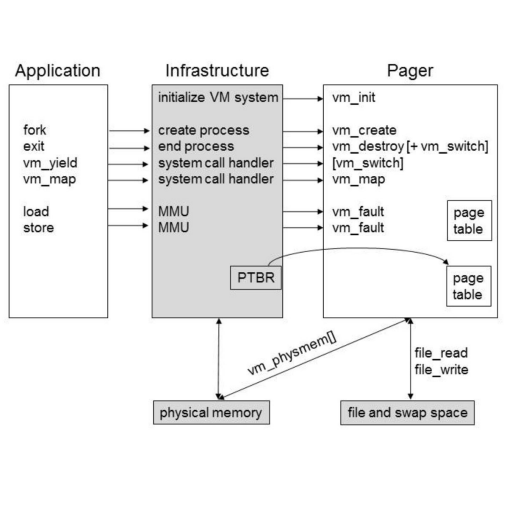 Application Infrastructure Pager
initialize VM system vm_init
fork create process vm_create
exit end process vm_destroy [+ vm_switch]
vm_yield system call handler [vm_switch]
vm_map system call handler vm_map
load MMU vm_fault
store MMU vm_fault
page
table
PTBR
page
table
vm_physmem[]
file_read
file_write
physical memory
file and swap space